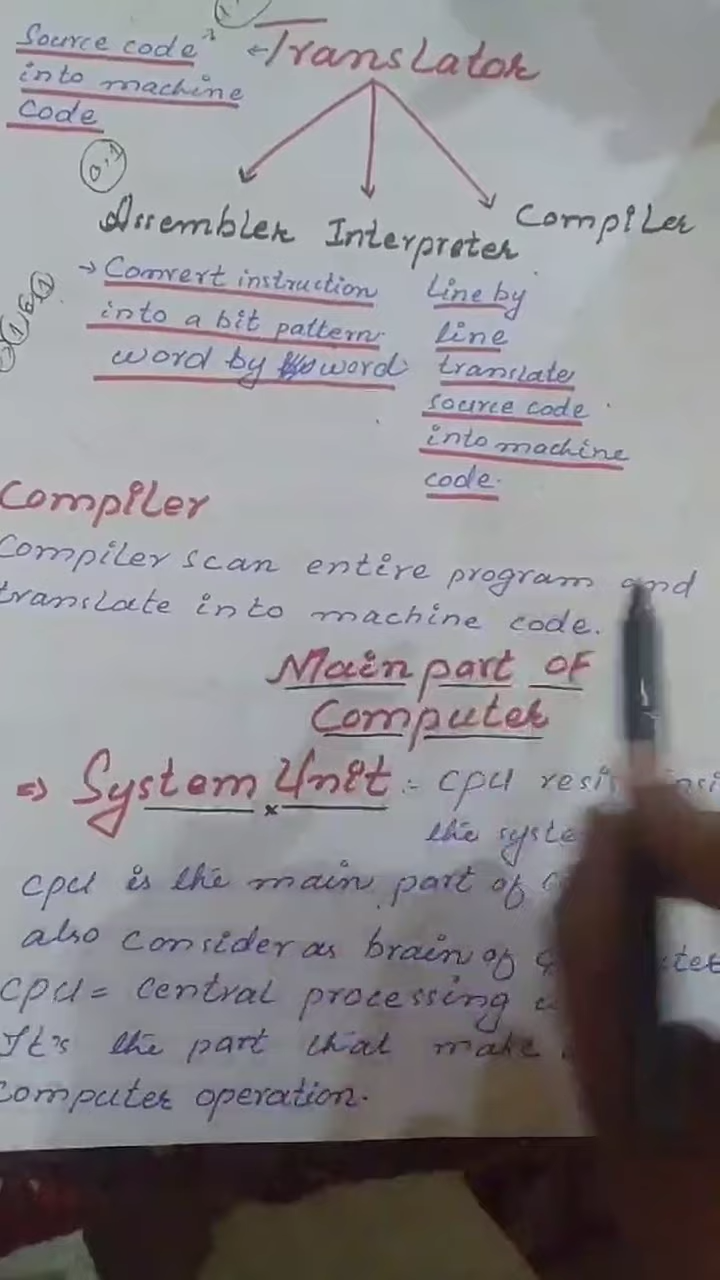 Translator
Source code
into machine
code
0,1
Assembler Interpreter Compiler
→ Convert instruction
into a bit pattern
word by word
Line by
line
translate
source code
into machine
code.
Compiler
Compiler scan entire program and
translate into machine code.
Main part of
Computer
⇒ System Unit :- CPU
the
CPU is the main part of
also consider as brain of
CPU = central processing
It's the part that make
computer operation.